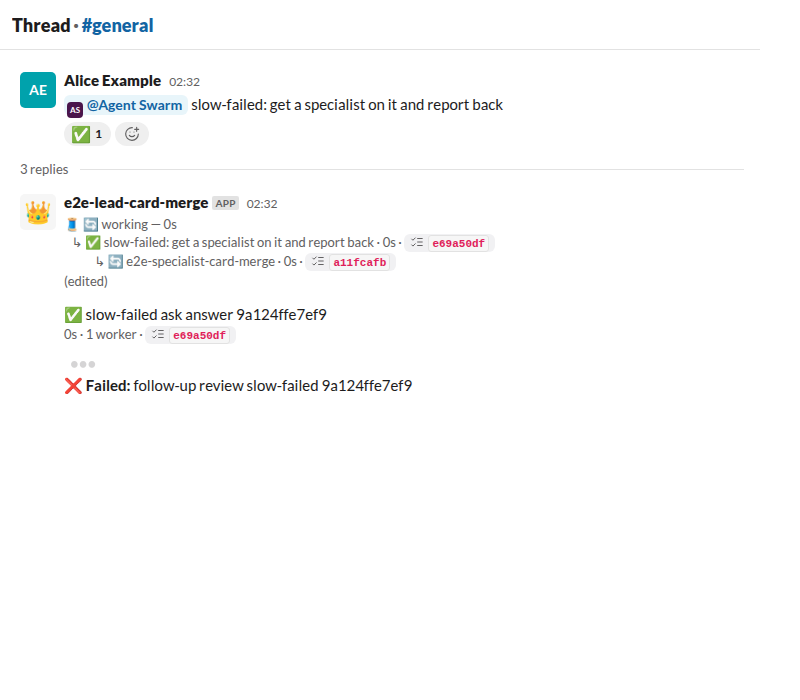 Thread • #general
AE
Alice Example 02:32
AS @Agent Swarm slow-failed: get a specialist on it and report back
1
3 replies
e2e-lead-card-merge APP 02:32
working — 0s
↳ slow-failed: get a specialist on it and report back · 0s · e69a50df
↳ e2e-specialist-card-merge · 0s · a11fcafb
(edited)
slow-failed ask answer 9a124ffe7ef9
0s · 1 worker · e69a50df
Failed: follow-up review slow-failed 9a124ffe7ef9